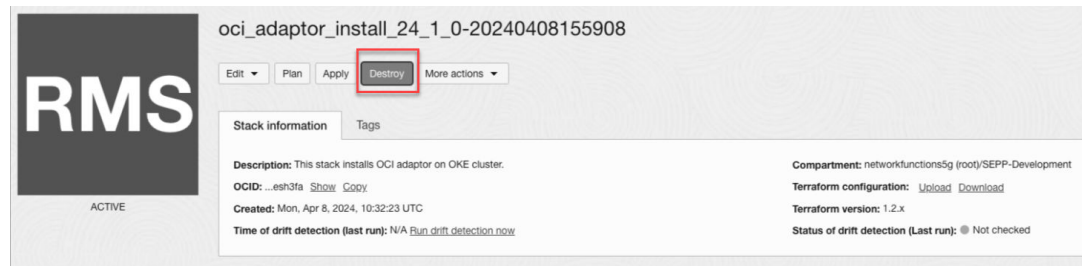 oci_adaptor_install_24_1_0-20240408155908
Edit Plan Apply Destroy More actions
RMS
Stack information Tags
Description: This stack installs OCI adaptor on OKE cluster. Compartment: networkfunctions5g (root)/SEPP-Development
OCID: ...esh3fa Show Copy Terraform configuration: Upload Download
ACTIVE
Created: Mon, Apr 8, 2024, 10:32:23 UTC Terraform version: 1.2.x
Time of drift detection (last run): N/A Run drift detection now Status of drift detection (Last run): Not checked